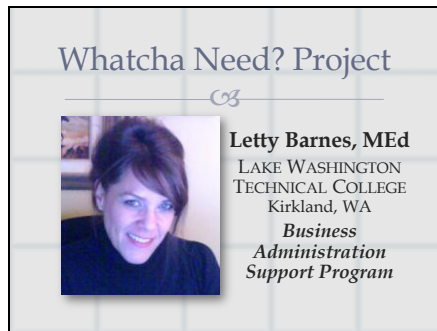 Whatcha Need? Project
Letty Barnes, MEd
LAKE WASHINGTON
TECHNICAL COLLEGE
Kirkland, WA
Business
Administration
Support Program